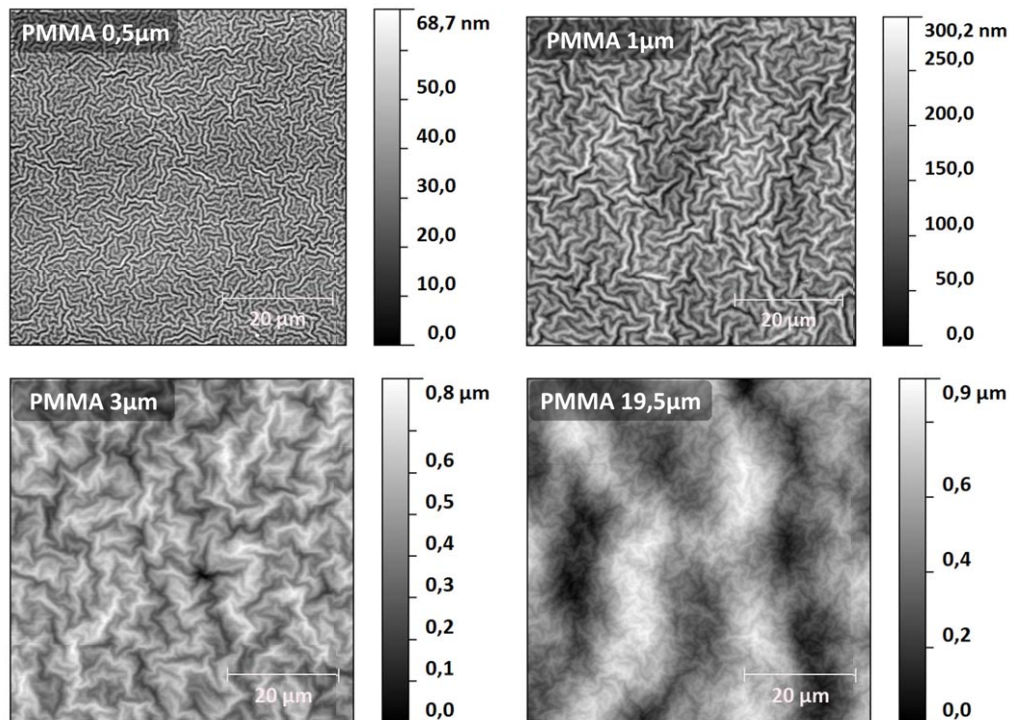 PMMA 0,5µm
20 µm
68,7 nm
50,0
40,0
30,0
20,0
10,0
0,0
PMMA 1µm
20 µm
300,2 nm
250,0
200,0
150,0
100,0
50,0
0,0
PMMA 3µm
20 µm
0,8 µm
0,6
0,5
0,4
0,3
0,2
0,1
0,0
PMMA 19,5µm
20 µm
0,9 µm
0,6
0,4
0,2
0,0